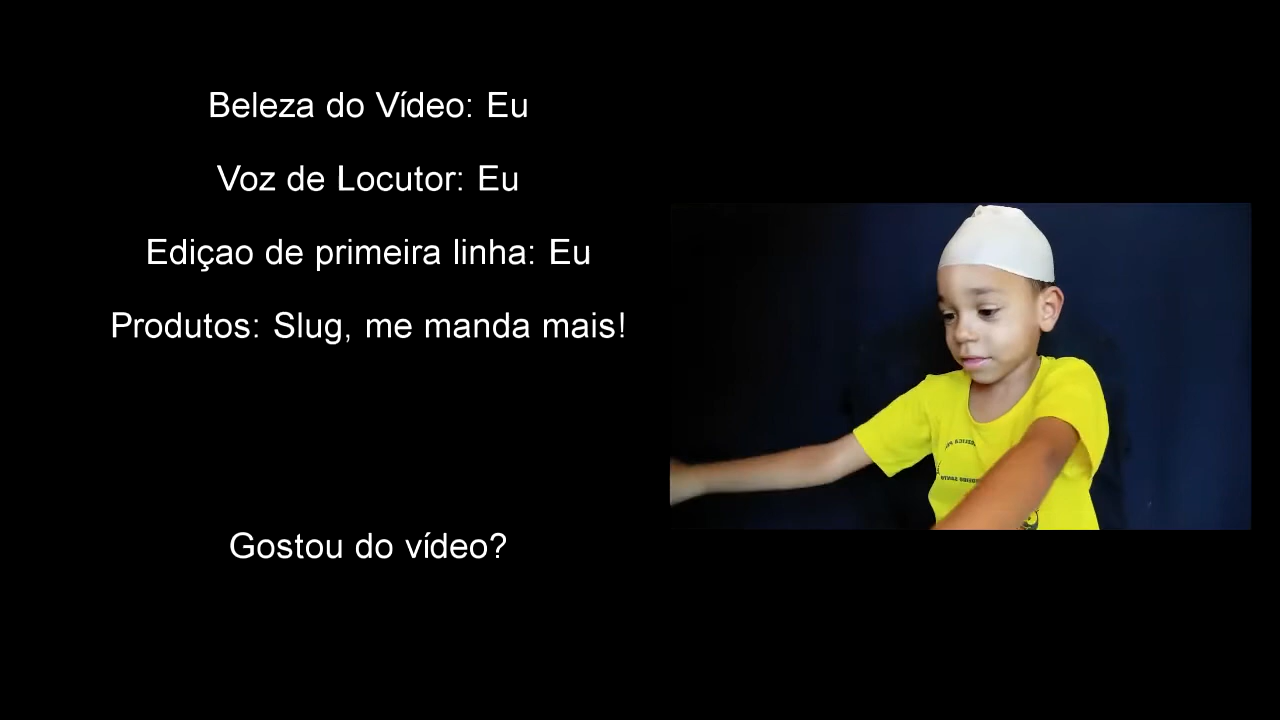 Beleza do Vídeo: Eu
Voz de Locutor: Eu
Ediçao de primeira linha: Eu
Produtos: Slug, me manda mais!
Gostou do vídeo?